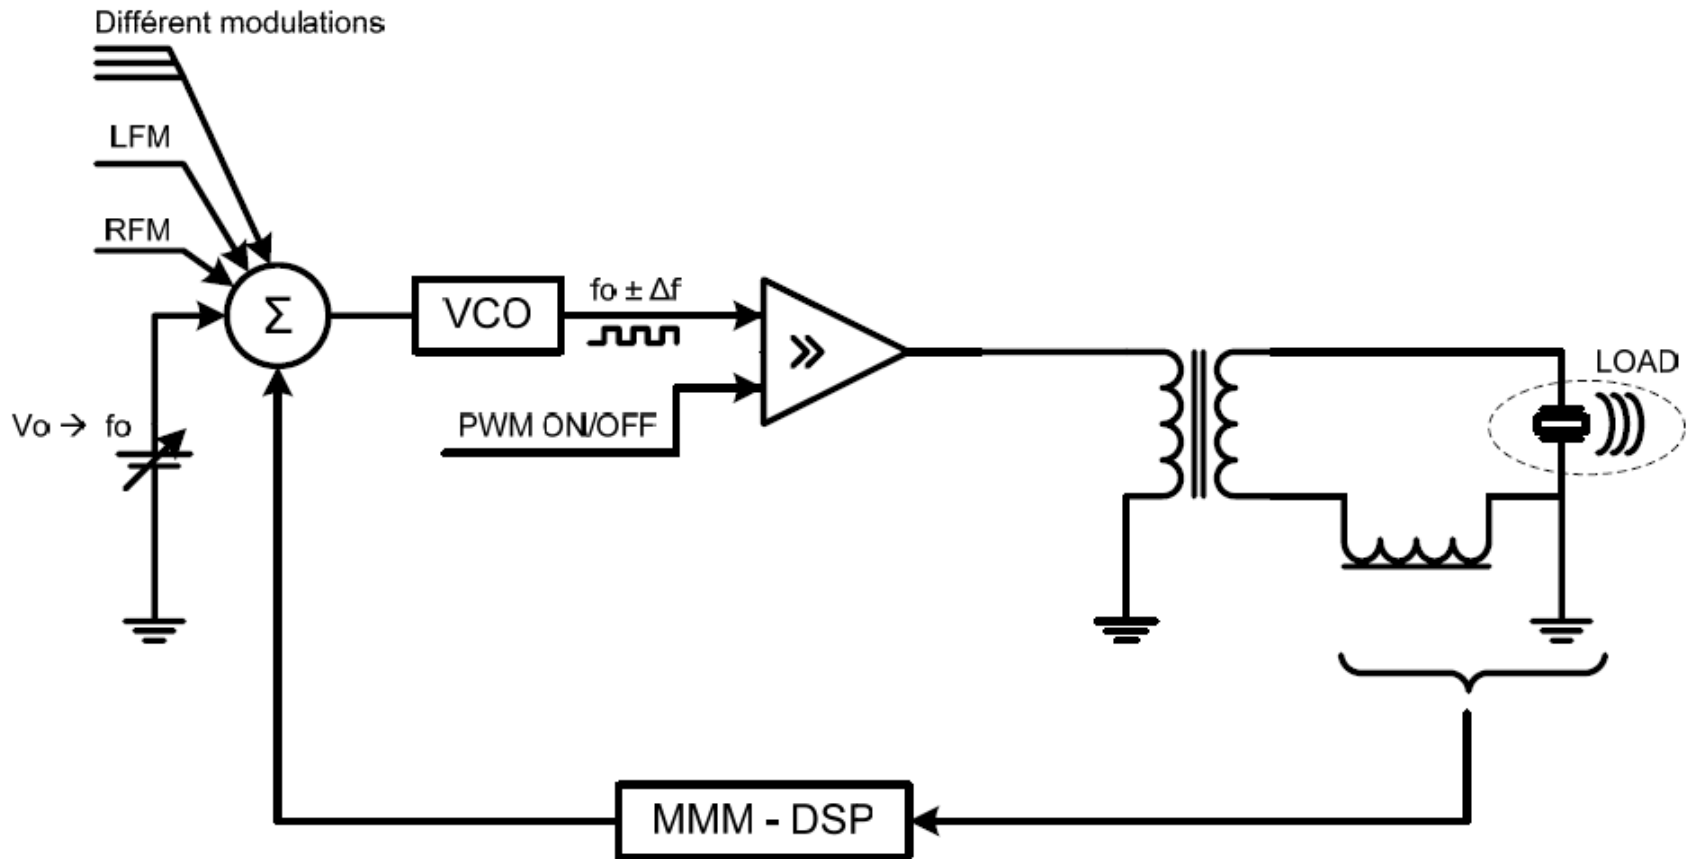 Différent modulations
LFM
RFM
Σ
VCO
fo ± Δf
PWM ON/OFF
Vo → fo
LOAD
MMM - DSP